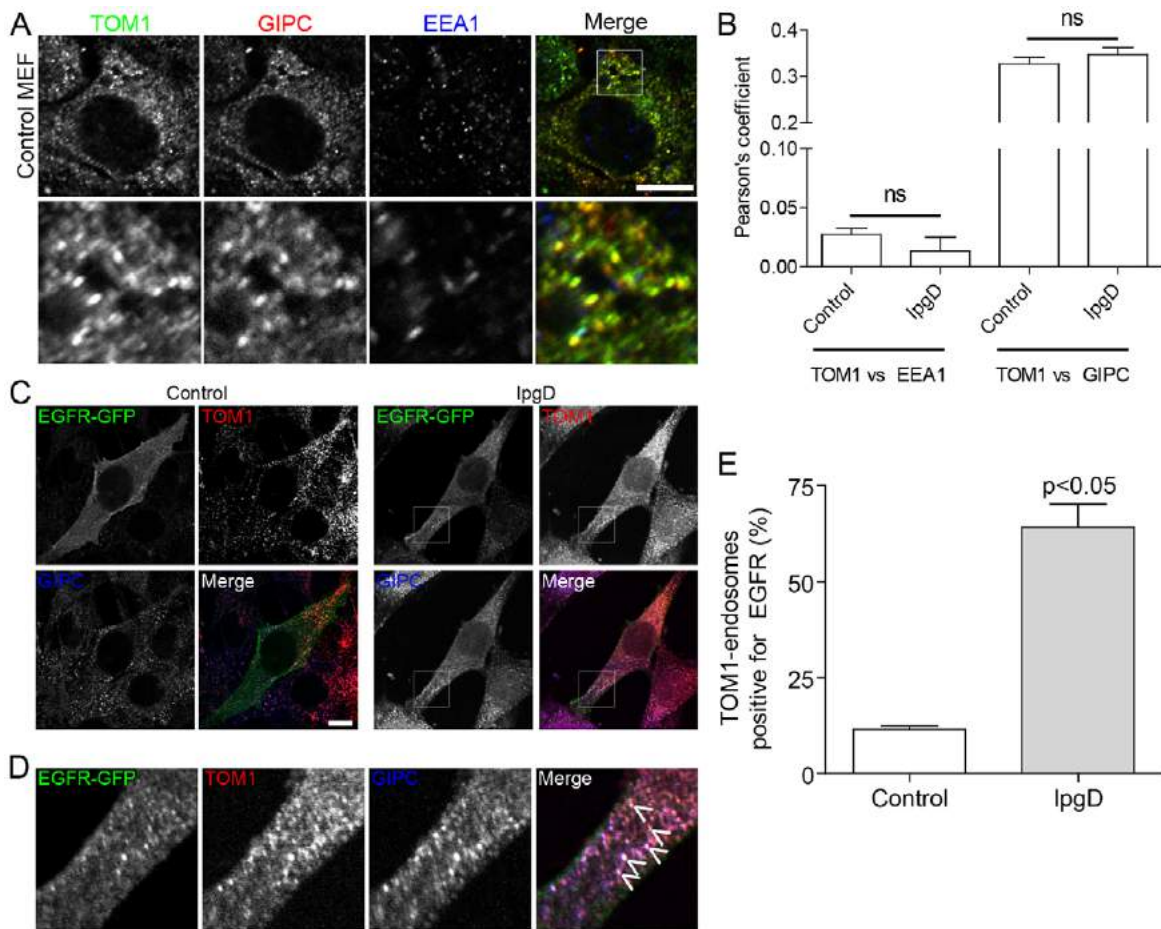 A
TOM1 GIPC EEA1 Merge
Control MEF
B
Pearson's coefficient
0.4
0.3
0.2
0.10
0.05
0.00
ns
ns
Control IpgD Control IpgD
TOM1 vs EEA1 TOM1 vs GIPC
C
Control IpgD
EGFR-GFP TOM1 EGFR-GFP TOM1
GIPC Merge GIPC Merge
D
EGFR-GFP TOM1 GIPC Merge
E
TOM1-endosomes
positive for EGFR (%)
75
50
25
0
p<0.05
Control IpgD